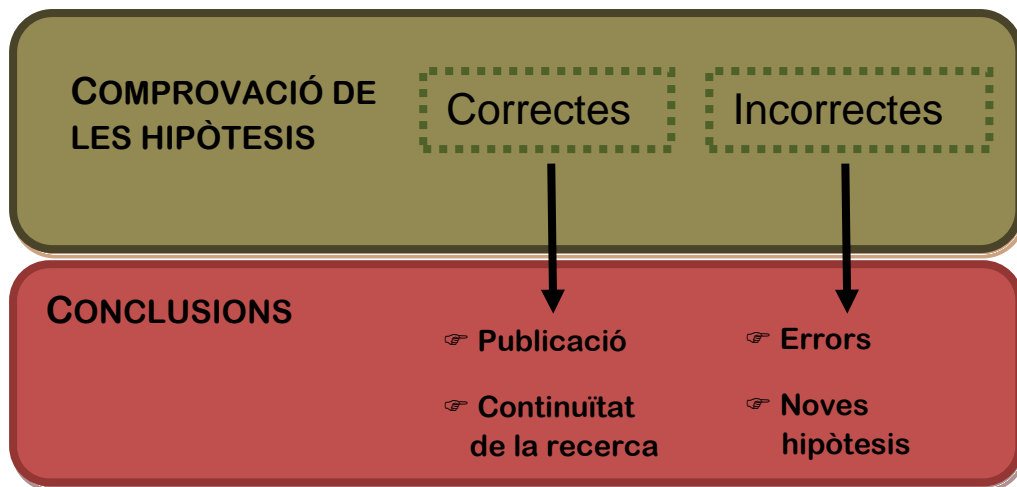 COMPROVACIÓ DE
LES HIPÒTESIS
Correctes
Incorrectes
CONCLUSIONS
☞ Publicació
☞ Continuïtat
de la recerca
☞ Errors
☞ Noves
hipòtesis